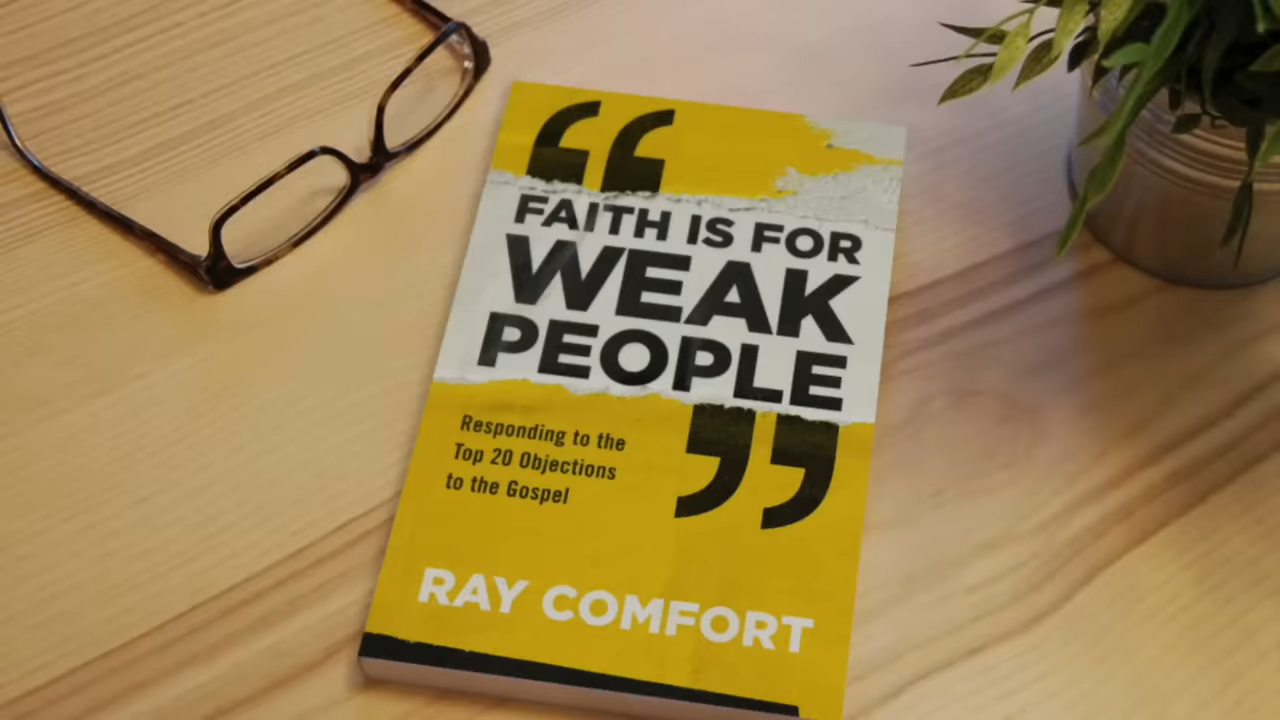 “
FAITH IS FOR
WEAK
PEOPLE
”
Responding to the
Top 20 Objections
to the Gospel
RAY COMFORT